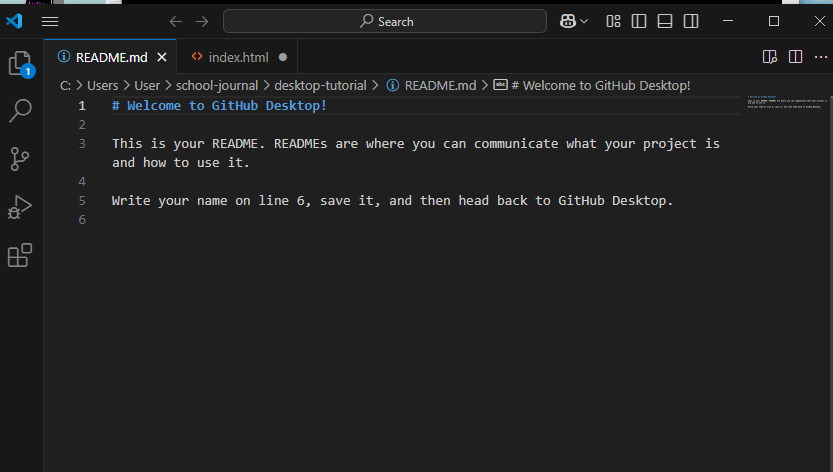 Search
README.md
index.html
1
C: > Users > User > school-journal > desktop-tutorial > README.md > # Welcome to GitHub Desktop!
1 # Welcome to GitHub Desktop!
2
3 This is your README. READMEs are where you can communicate what your project is
and how to use it.
4
5 Write your name on line 6, save it, and then head back to GitHub Desktop.
6